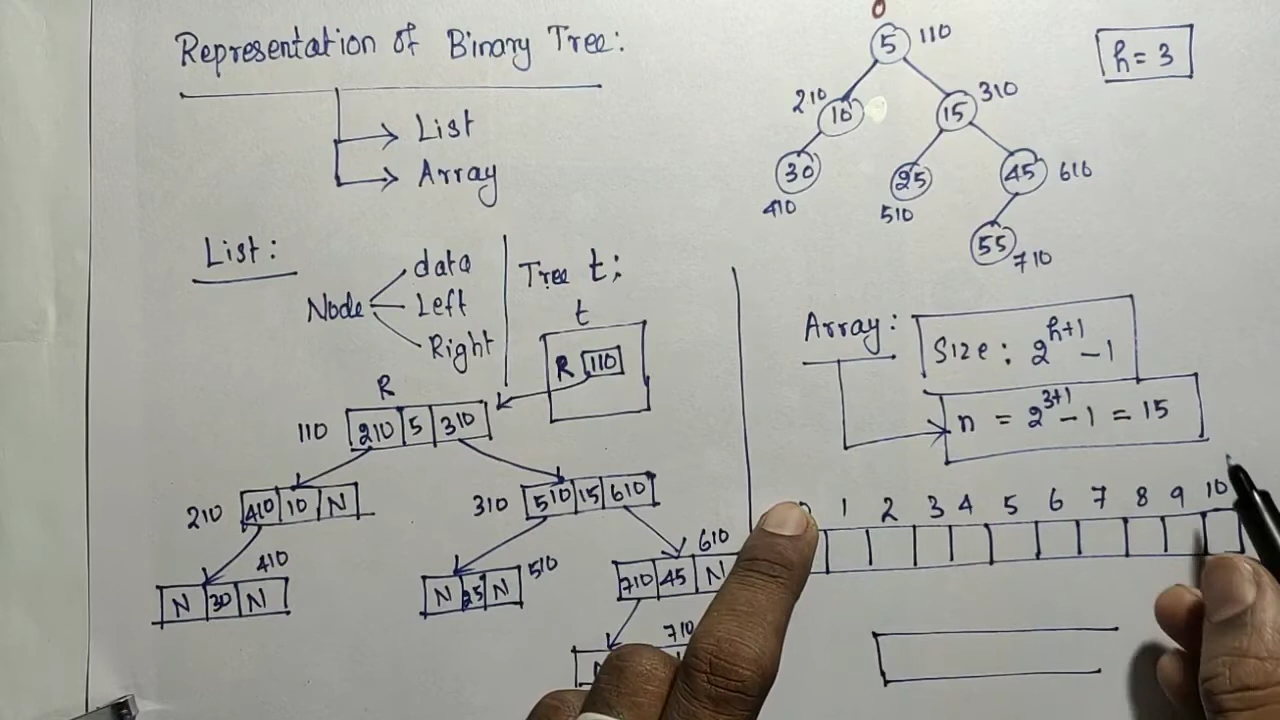 Representation of Binary Tree:
List
Array
0
5 110
210 10 15 310
30 25 45 610
410 510
55 710
h = 3
List:
Node
data
Left
Right
Tree t;
t
R 110
R
110 210 5 310
210 410 10 N
310 510 15 610
410
N 30 N
N 25 N 510
610
710 45 N
710
Array:
Size: 2^h+1 - 1
n = 2^3+1 - 1 = 15
1 2 3 4 5 6 7 8 9 10